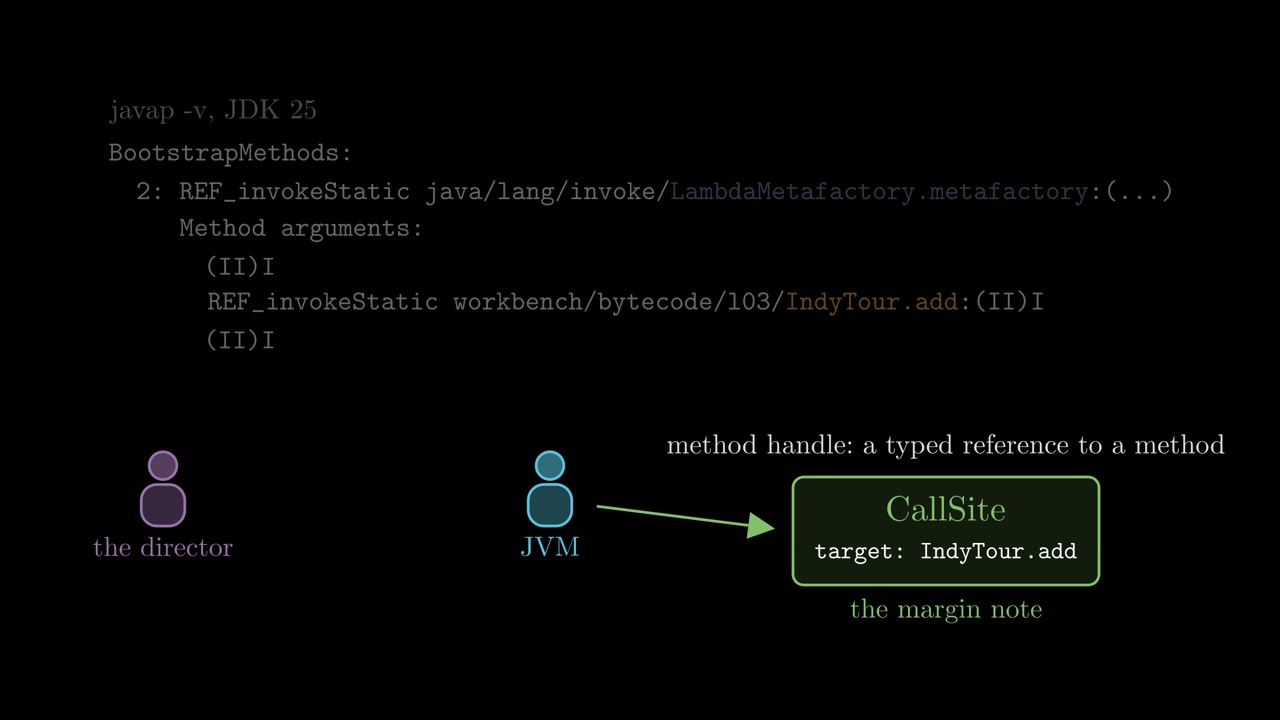 javap -v, JDK 25
BootstrapMethods:
2: REF_invokeStatic java/lang/invoke/LambdaMetafactory.metafactory:(...)
Method arguments:
(II)I
REF_invokeStatic workbench/bytecode/l03/IndyTour.add:(II)I
(II)I
method handle: a typed reference to a method
CallSite
target: IndyTour.add
the director
JVM
the margin note